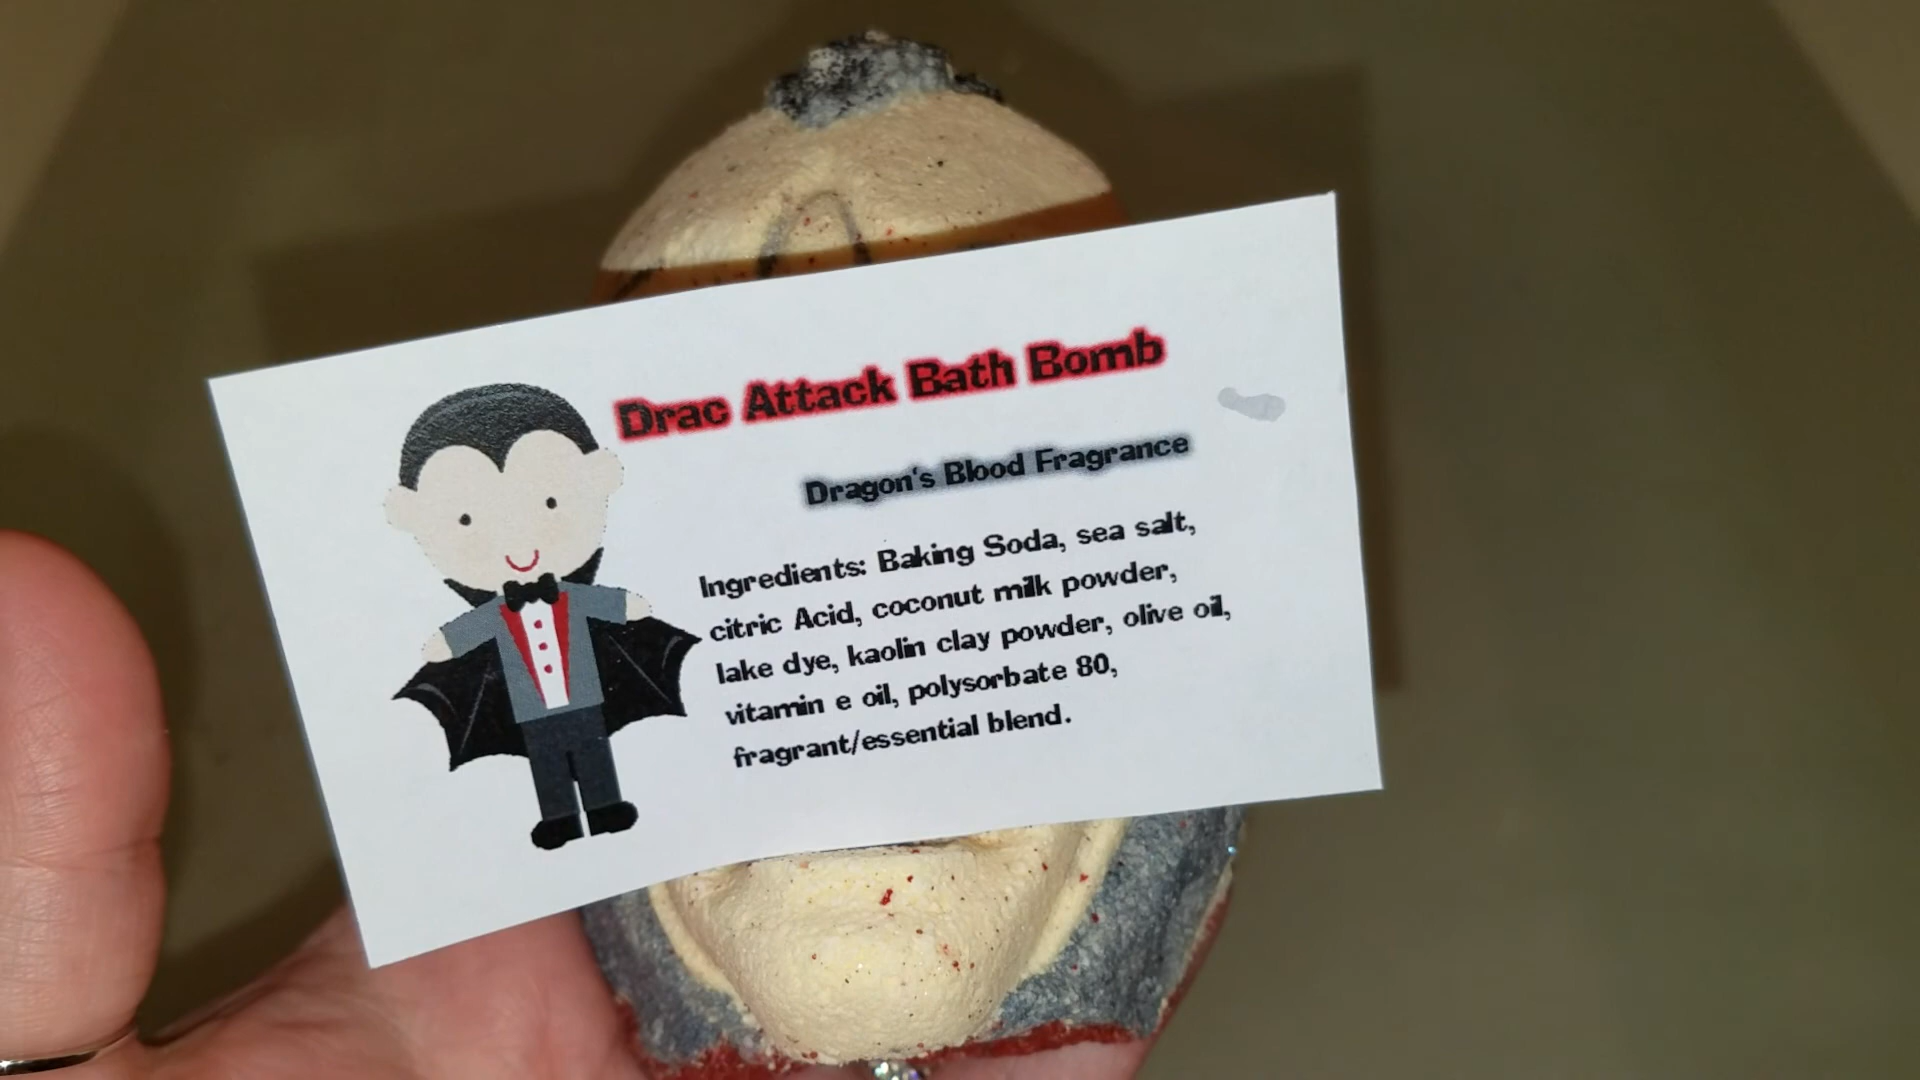 Drac Attack Bath Bomb
Dragon's Blood Fragrance
Ingredients: Baking Soda, sea salt,
citric Acid, coconut milk powder,
lake dye, kaolin clay powder, olive oil,
vitamin e oil, polysorbate 80,
fragrant/essential blend.